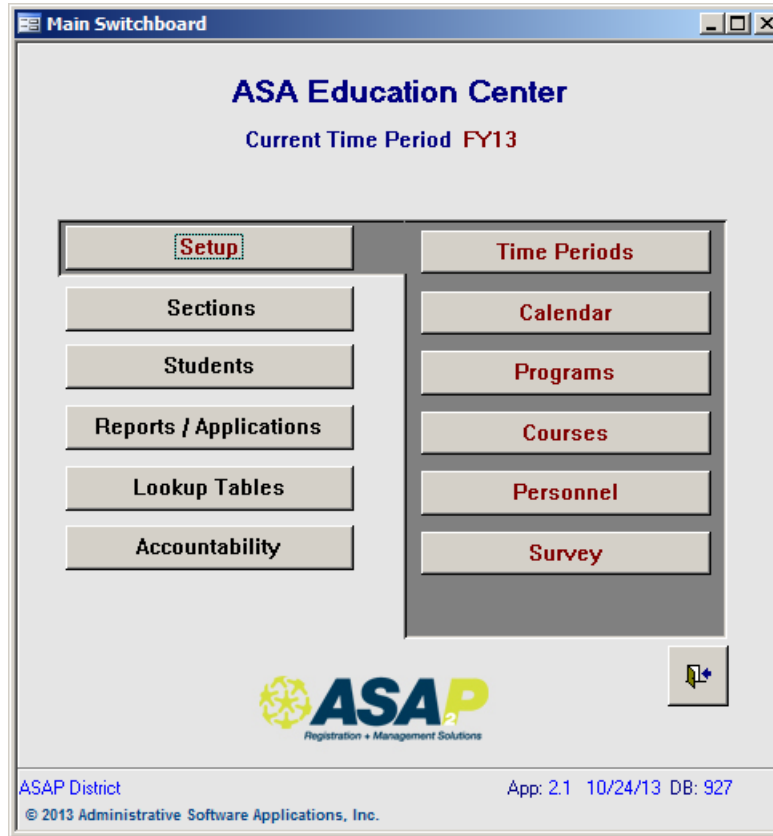 Main Switchboard
ASA Education Center
Current Time Period FY13
Setup
Sections
Students
Reports / Applications
Lookup Tables
Accountability
Time Periods
Calendar
Programs
Courses
Personnel
Survey
ASAP2
Registration + Management Solutions
ASAP District
App: 2.1 10/24/13 DB: 927
© 2013 Administrative Software Applications, Inc.